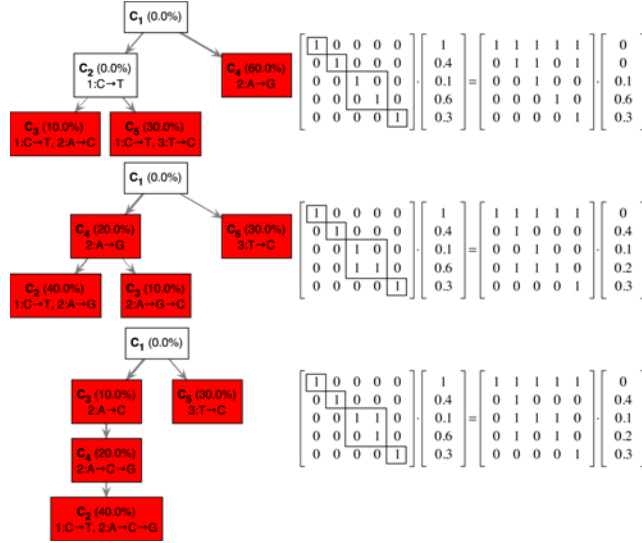 C1 (0.0%)
C2 (0.0%)
1:C→T
C4 (60.0%)
2:A→G
C3 (10.0%)
1:C→T, 2:A→C
C5 (30.0%)
1:C→T, 3:T→C
1 0 0 0 0 1 1 1 1 1 1 0
0 1 0 0 0 0.4 0 1 1 0 1 0
0 0 1 0 0 · 0.1 = 0 0 1 0 0 · 0.1
0 0 0 1 0 0.6 0 0 0 1 0 0.6
0 0 0 0 1 0.3 0 0 0 0 1 0.3
C1 (0.0%)
C4 (20.0%)
2:A→G
C5 (30.0%)
3:T→C
C2 (40.0%)
1:C→T, 2:A→G
C3 (10.0%)
2:A→G→C
1 0 0 0 0 1 1 1 1 1 1 0
0 1 0 0 0 0.4 0 1 0 0 0 0.4
0 0 1 0 0 · 0.1 = 0 0 1 0 0 · 0.1
0 0 1 1 0 0.6 0 1 1 1 0 0.2
0 0 0 0 1 0.3 0 0 0 0 1 0.3
C1 (0.0%)
C3 (10.0%)
2:A→C
C5 (30.0%)
3:T→C
C4 (20.0%)
2:A→C→G
C2 (40.0%)
1:C→T, 2:A→C→G
1 0 0 0 0 1 1 1 1 1 1 0
0 1 0 0 0 0.4 0 1 0 0 0 0.4
0 0 1 1 0 · 0.1 = 0 1 1 1 0 · 0.1
0 0 0 1 0 0.6 0 1 0 1 0 0.2
0 0 0 0 1 0.3 0 0 0 0 1 0.3